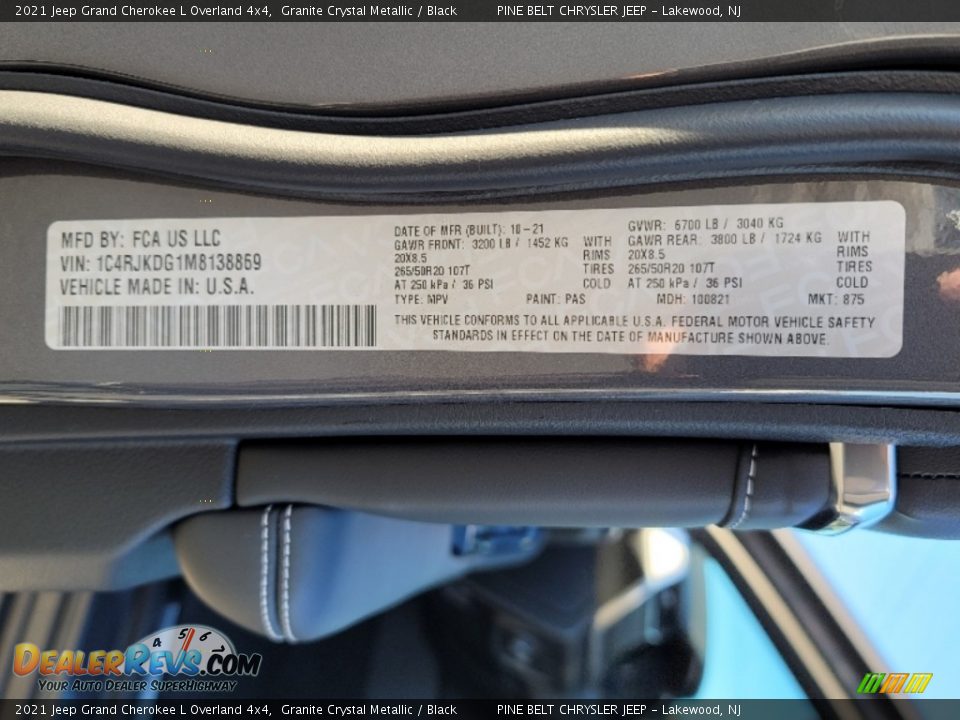 2021 Jeep Grand Cherokee L Overland 4x4, Granite Crystal Metallic / Black PINE BELT CHRYSLER JEEP – Lakewood, NJ
MFD BY: FCA US LLC
VIN: 1C4RJKDG1M8138869
VEHICLE MADE IN: U.S.A.
DATE OF MFR (BUILT): 10-21
GAWR FRONT: 3200 LB / 1452 KG WITH
20X8.5 RIMS
265/50R20 107T TIRES
AT 250 kPa / 36 PSI COLD
TYPE: MPV PAINT: PAS
GVWR: 6700 LB / 3040 KG
GAWR REAR: 3800 LB / 1724 KG WITH
20X8.5 RIMS
265/50R20 107T TIRES
AT 250 kPa / 36 PSI COLD
MDH: 100821 MKT: 875
THIS VEHICLE CONFORMS TO ALL APPLICABLE U.S.A. FEDERAL MOTOR VEHICLE SAFETY
STANDARDS IN EFFECT ON THE DATE OF MANUFACTURE SHOWN ABOVE.
4 5 6
DealerRevs.com
Your Auto Dealer SuperHighway
2021 Jeep Grand Cherokee L Overland 4x4, Granite Crystal Metallic / Black PINE BELT CHRYSLER JEEP – Lakewood, NJ